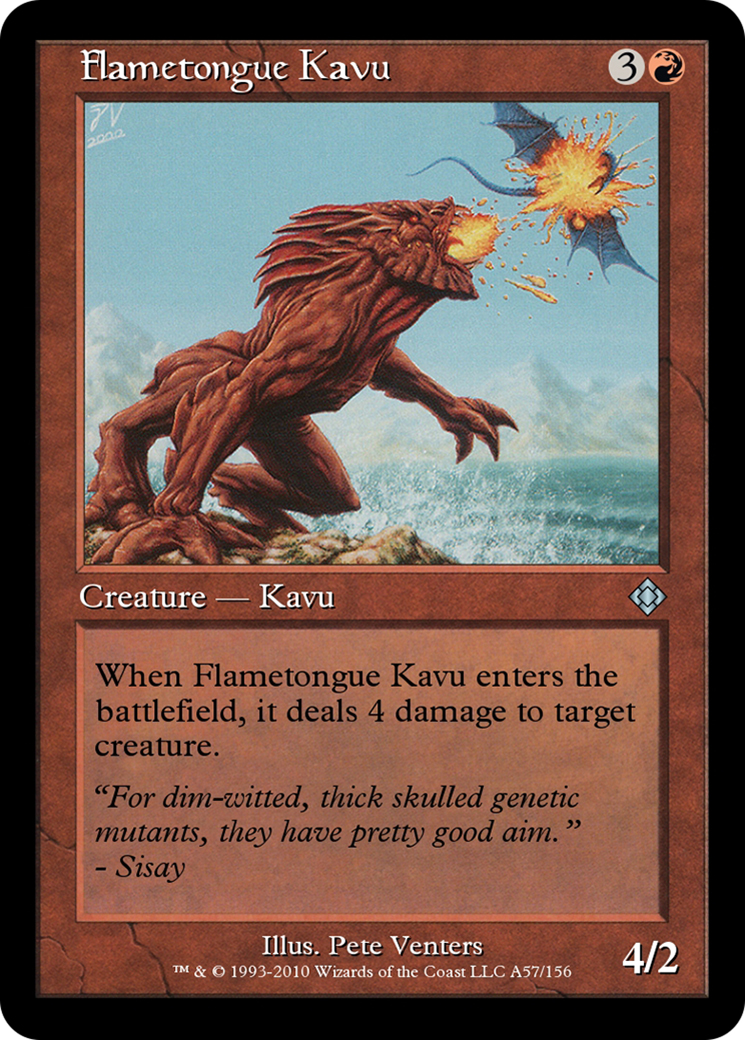 Flametongue Kavu 3
2000
Creature — Kavu
When Flametongue Kavu enters the
battlefield, it deals 4 damage to target
creature.
“For dim-witted, thick skulled genetic
mutants, they have pretty good aim.”
- Sisay
Illus. Pete Venters
™ & © 1993-2010 Wizards of the Coast LLC A57/156
4/2